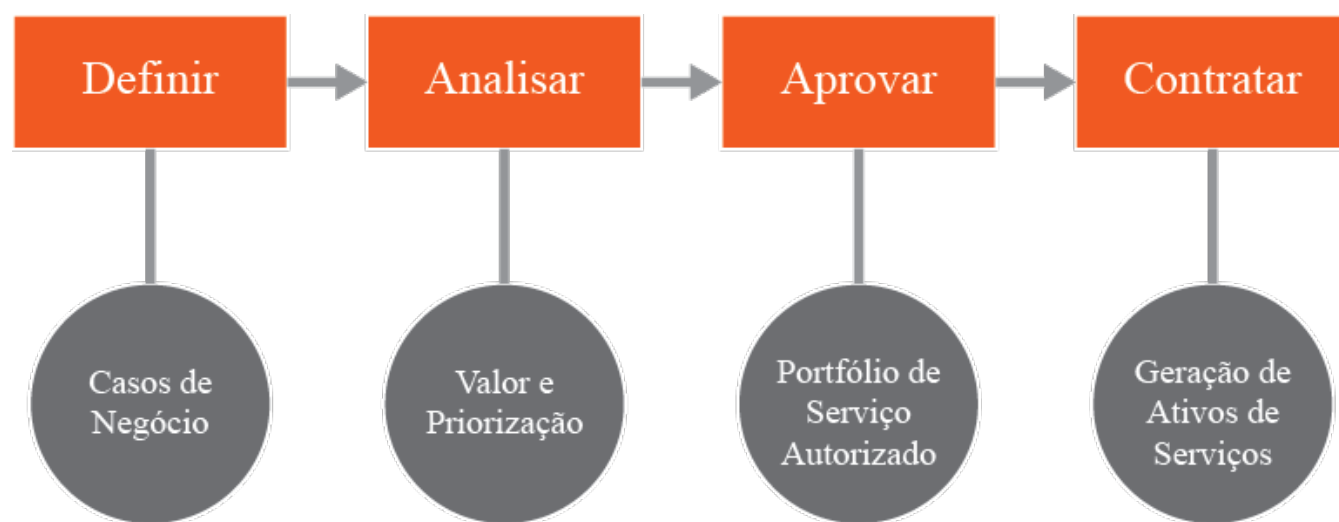 Definir
Analisar
Aprovar
Contratar
Casos de
Negócio
Valor e
Priorização
Portfólio de
Serviço
Autorizado
Geração de
Ativos de
Serviços